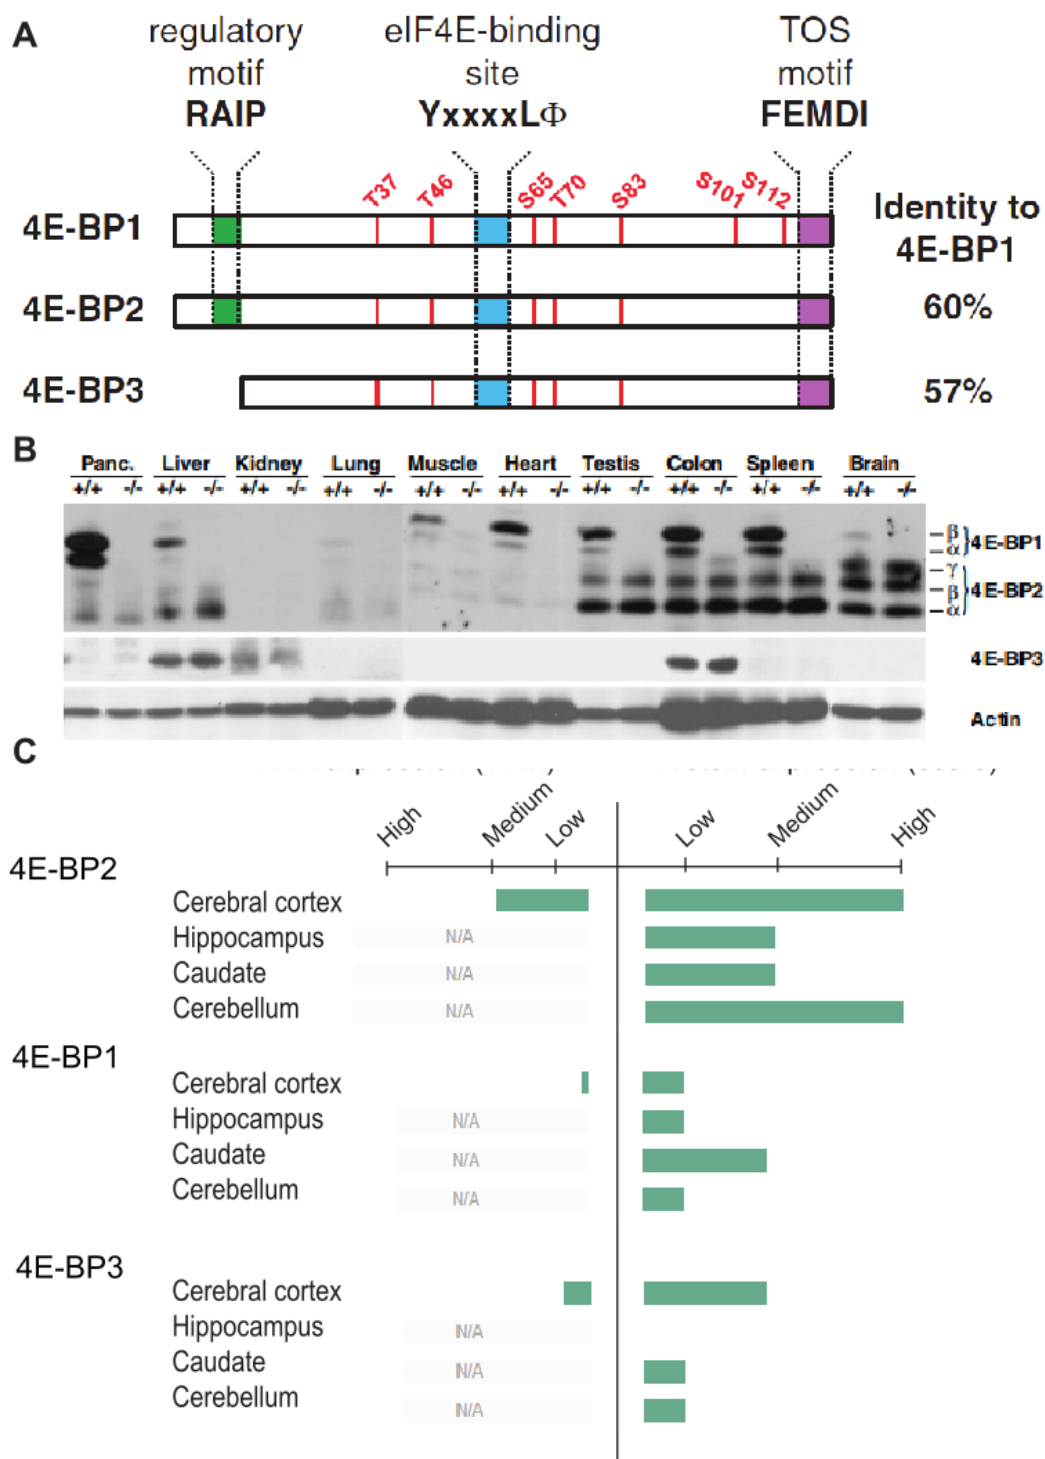 A
regulatory motif RAIP
eIF4E-binding site YxxxxLΦ
TOS motif FEMDI
T37 T46 S65 T70 S83 S101 S112
Identity to 4E-BP1
4E-BP1
4E-BP2 60%
4E-BP3 57%
B
Panc. Liver Kidney Lung Muscle Heart Testis Colon Spleen Brain
+/+ -/- +/+ -/- +/+ -/- +/+ -/- +/+ -/- +/+ -/- +/+ -/- +/+ -/- +/+ -/- +/+ -/-
β
α
4E-BP1
γ
β
α
4E-BP2
4E-BP3
Actin
C
High Medium Low Low Medium High
4E-BP2
Cerebral cortex
Hippocampus N/A
Caudate N/A
Cerebellum N/A
4E-BP1
Cerebral cortex
Hippocampus N/A
Caudate N/A
Cerebellum N/A
4E-BP3
Cerebral cortex
Hippocampus N/A
Caudate N/A
Cerebellum N/A